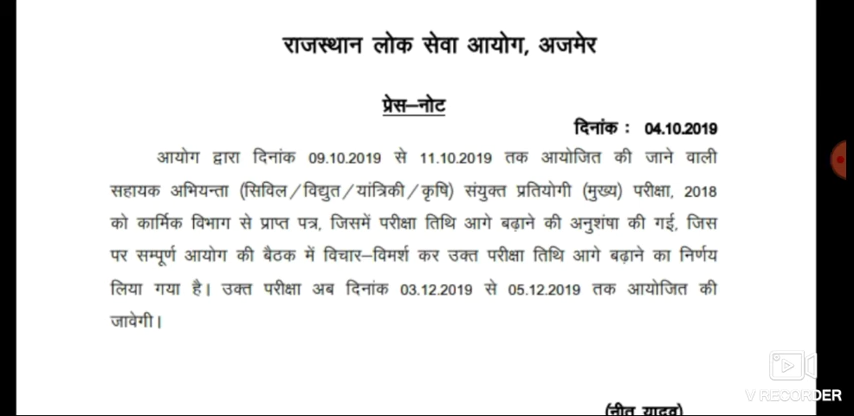 राजस्थान लोक सेवा आयोग, अजमेर
प्रेस–नोट
दिनांक : 04.10.2019
आयोग द्वारा दिनांक 09.10.2019 से 11.10.2019 तक आयोजित की जाने वाली
सहायक अभियन्ता (सिविल/विद्युत/यांत्रिकी/कृषि) संयुक्त प्रतियोगी (मुख्य) परीक्षा, 2018
को कार्मिक विभाग से प्राप्त पत्र, जिसमें परीक्षा तिथि आगे बढ़ाने की अनुशंषा की गई, जिस
पर सम्पूर्ण आयोग की बैठक में विचार–विमर्श कर उक्त परीक्षा तिथि आगे बढ़ाने का निर्णय
लिया गया है। उक्त परीक्षा अब दिनांक 03.12.2019 से 05.12.2019 तक आयोजित की
जावेगी।
V RECORDER